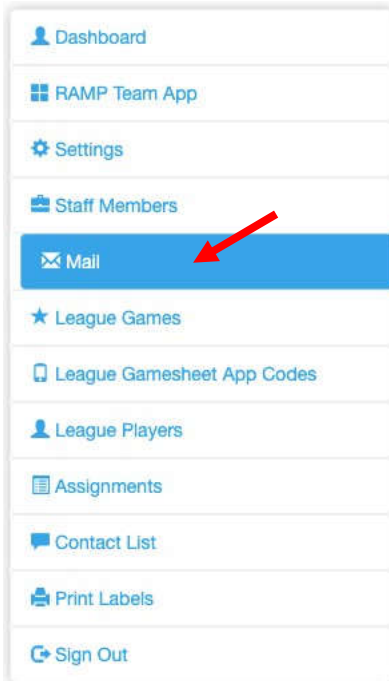 Dashboard
RAMP Team App
Settings
Staff Members
Mail
League Games
League Gamesheet App Codes
League Players
Assignments
Contact List
Print Labels
Sign Out